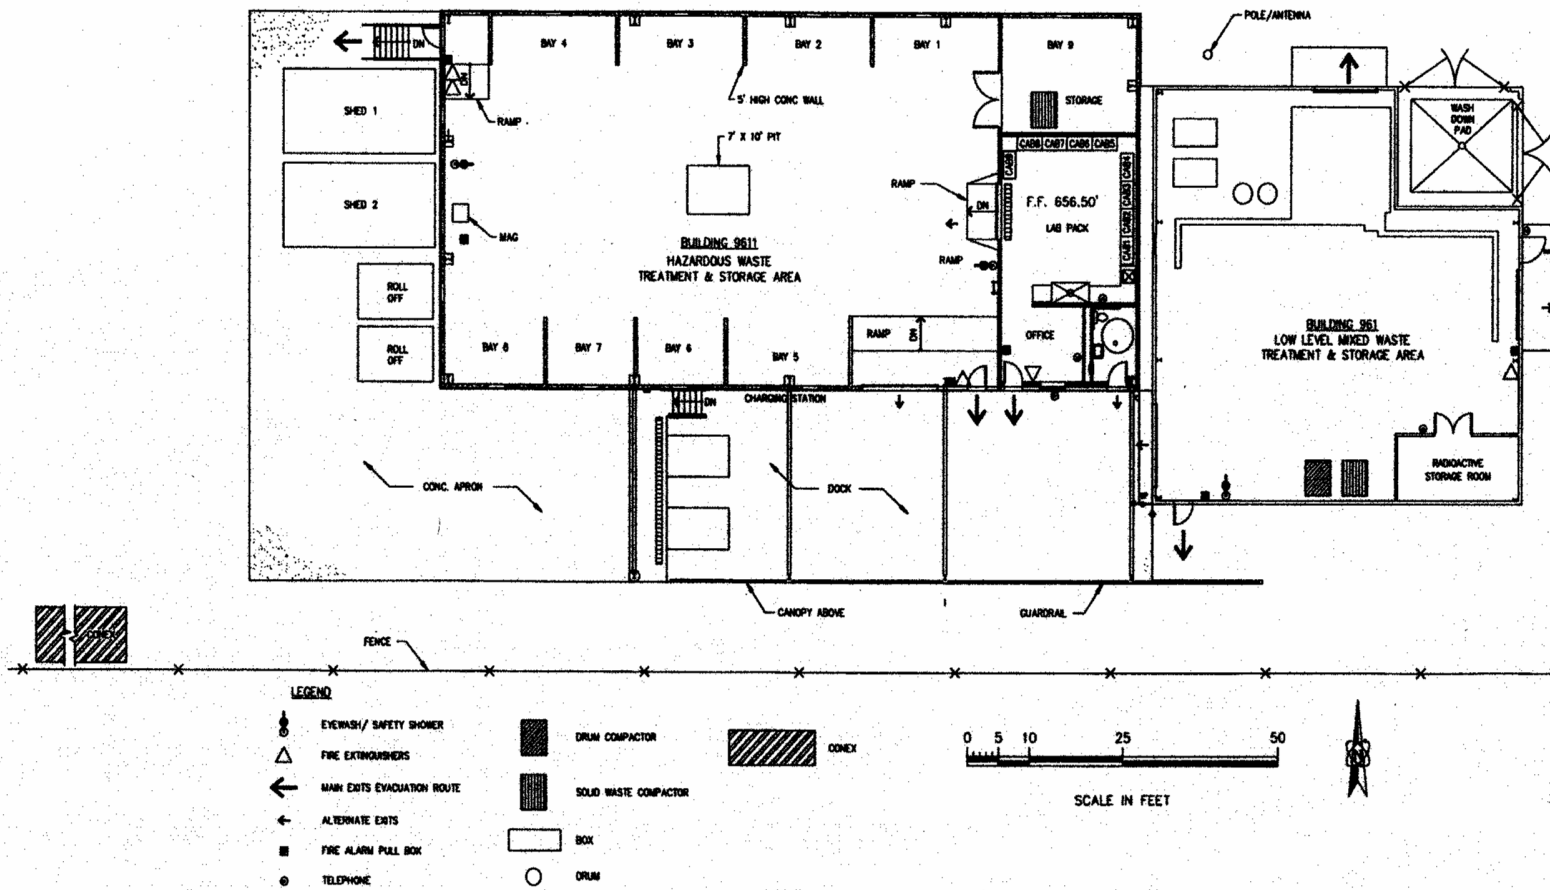 POLE/ANTENNA
DN
BAY 4
BAY 3
BAY 2
BAY 1
BAY 9
5' HIGH CONC WALL
STORAGE
WASH
DOWN
PAD
SHED 1
DN
RAMP
7' X 10' PIT
CAB8
CAB7
CAB6
CAB5
CAB9
CAB4
CAB3
CAB2
CAB1
RAMP
DN
F.F. 656.50'
LAB PACK
SHED 2
MAG
BUILDING 9611
HAZARDOUS WASTE
TREATMENT & STORAGE AREA
RAMP
ROLL
OFF
ROLL
OFF
BAY 8
BAY 7
BAY 6
BAY 5
RAMP
DN
OFFICE
BUILDING 961
LOW LEVEL MIXED WASTE
TREATMENT & STORAGE AREA
DN
CHARGING STATION
CONC. APRON
DOCK
RADIOACTIVE
STORAGE ROOM
CANOPY ABOVE
GUARDRAIL
CONEX
FENCE
LEGEND
EYEWASH/ SAFETY SHOWER
FIRE EXTINGUISHERS
MAIN EXITS EVACUATION ROUTE
ALTERNATE EXITS
FIRE ALARM PULL BOX
TELEPHONE
DRUM COMPACTOR
SOLID WASTE COMPACTOR
BOX
DRUM
CONEX
0 5 10 25 50
SCALE IN FEET
N